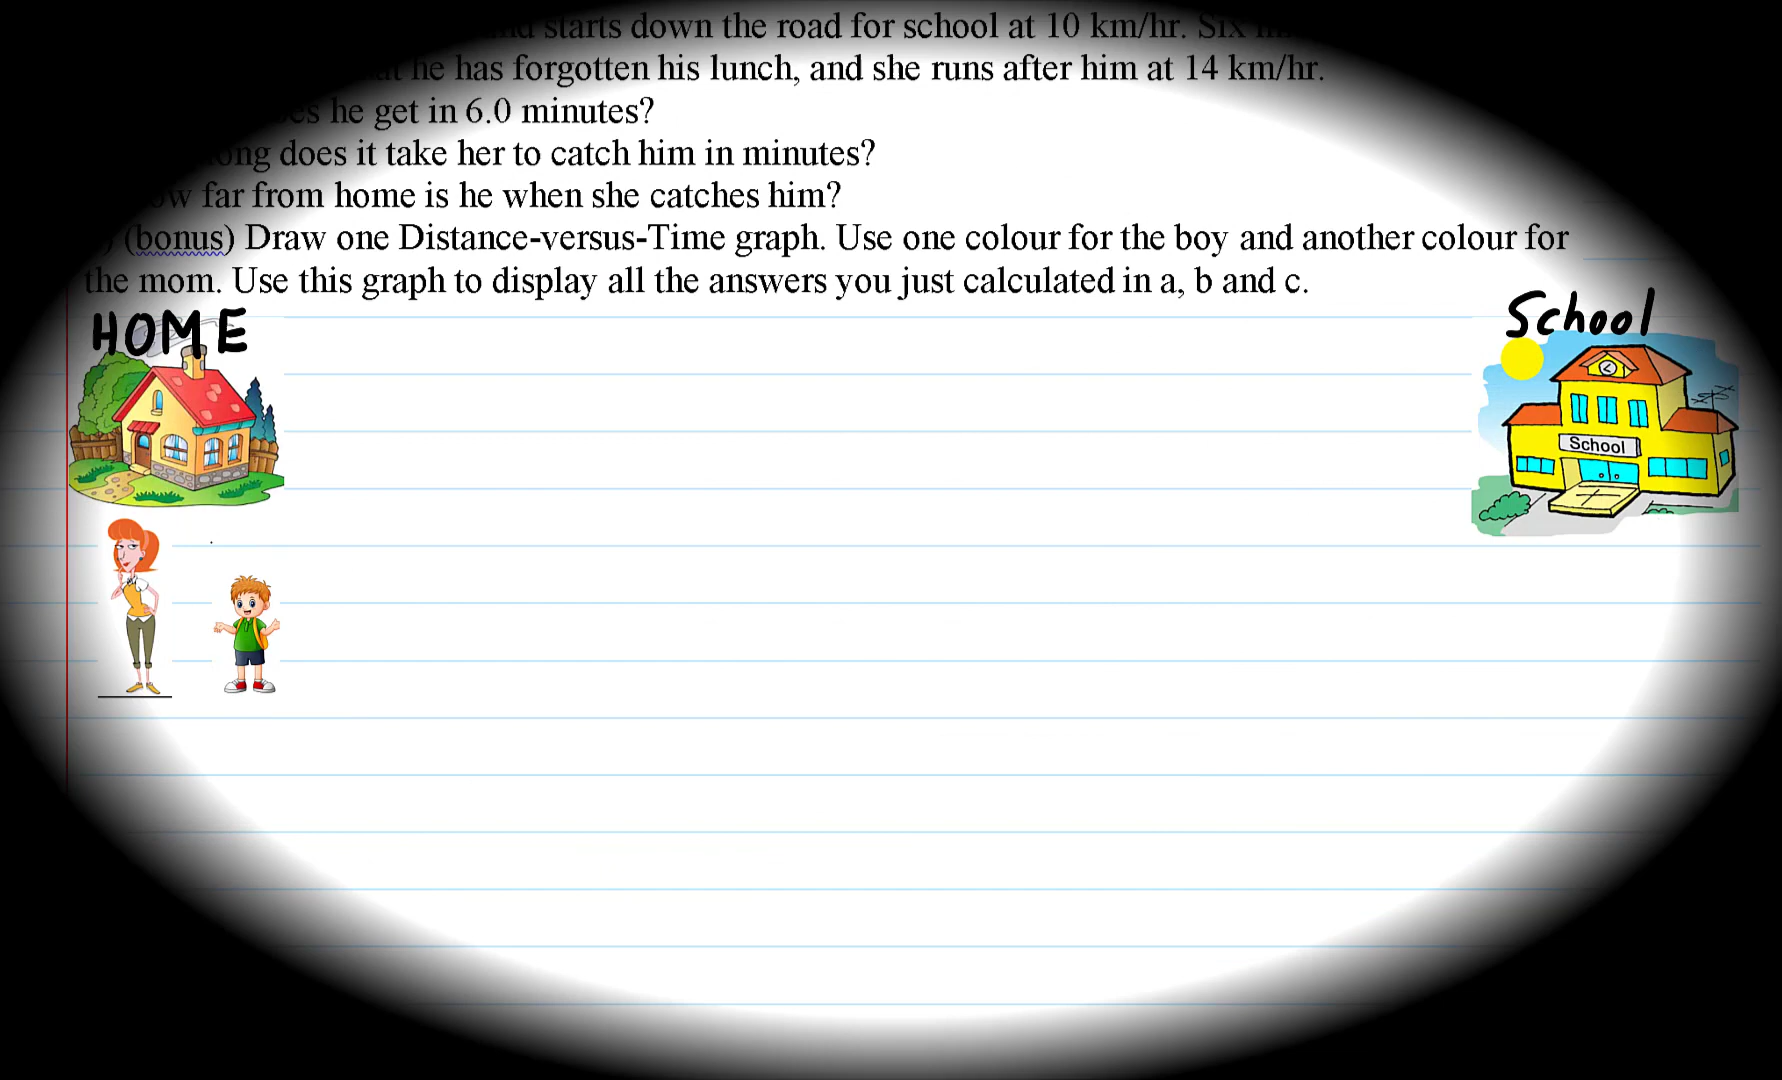 starts down the road for school at 10 km/hr. Six
he has forgotten his lunch, and she runs after him at 14 km/hr.
he get in 6.0 minutes?
does it take her to catch him in minutes?
far from home is he when she catches him?
(bonus) Draw one Distance-versus-Time graph. Use one colour for the boy and another colour for
the mom. Use this graph to display all the answers you just calculated in a, b and c.
HOME
School
School